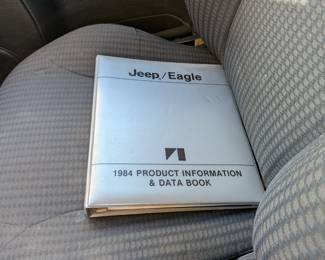 Jeep/Eagle
1984 PRODUCT INFORMATION
& DATA BOOK